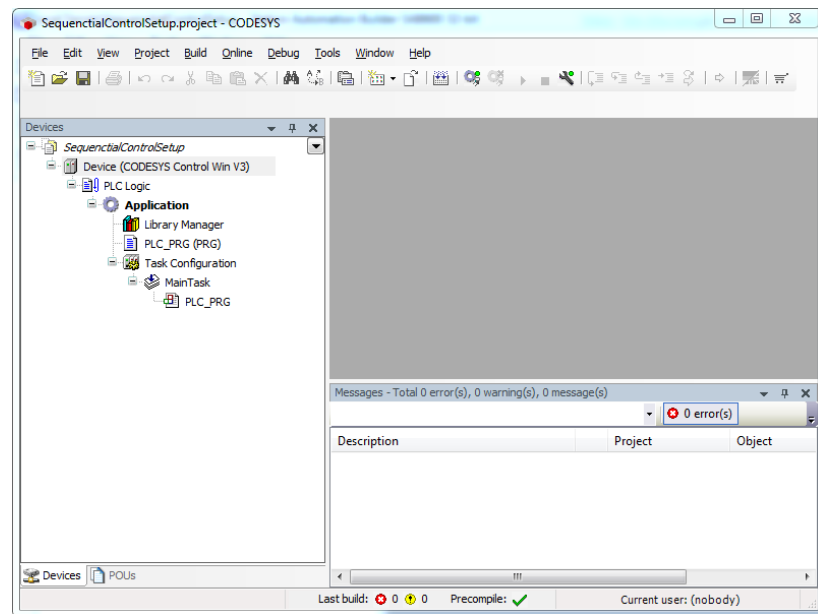 SequenctialControlSetup.project - CODESYS
File Edit View Project Build Online Debug Tools Window Help
Devices
SequenctialControlSetup
Device (CODESYS Control Win V3)
PLC Logic
Application
Library Manager
PLC_PRG (PRG)
Task Configuration
MainTask
PLC_PRG
Messages - Total 0 error(s), 0 warning(s), 0 message(s)
0 error(s)
Description Project Object
Devices POUs
Last build: 0 0 Precompile: Current user: (nobody)